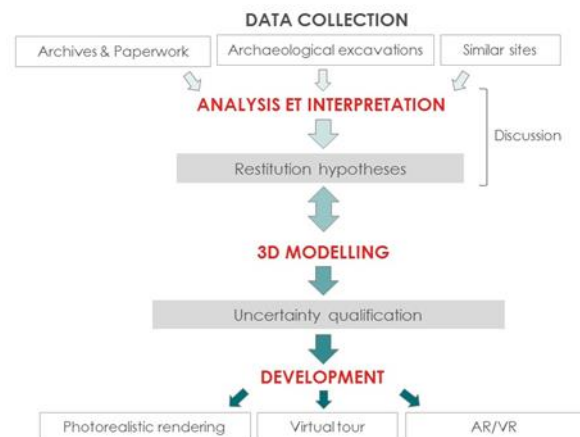 DATA COLLECTION
Archives & Paperwork
Archaeological excavations
Similar sites
ANALYSIS ET INTERPRETATION
Discussion
Restitution hypotheses
3D MODELLING
Uncertainty qualification
DEVELOPMENT
Photorealistic rendering
Virtual tour
AR/VR